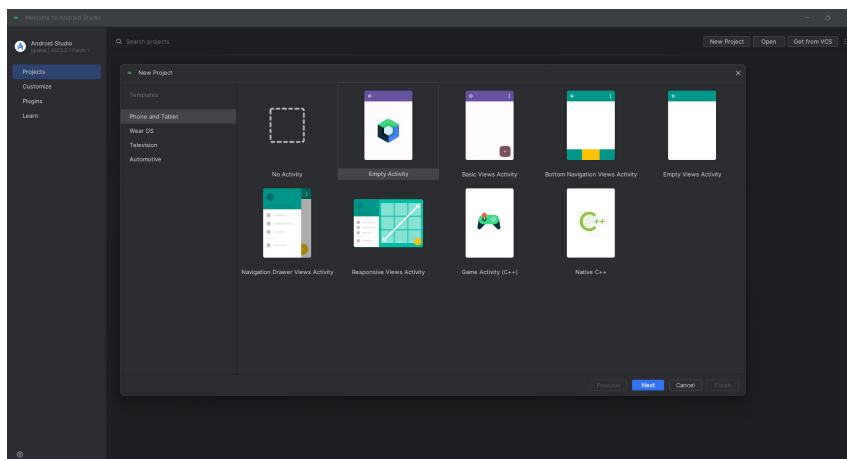 Welcome to Android Studio
Android Studio
Iguana | 2023.2.1 Patch 1
Search projects
New Project
Open
Get from VCS
Projects
Customize
Plugins
Learn
New Project
Templates
Phone and Tablet
Wear OS
Television
Automotive
No Activity
Empty Activity
Basic Views Activity
Bottom Navigation Views Activity
Empty Views Activity
C++
Navigation Drawer Views Activity
Responsive Views Activity
Game Activity (C++)
Native C++
Previous
Next
Cancel
Finish